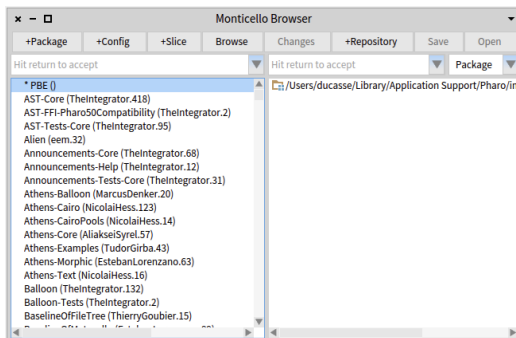 Monticello Browser
+Package +Config +Slice Browse Changes +Repository Save Open
Hit return to accept Hit return to accept Package
* PBE ()
/Users/ducasse/Library/Application Support/Pharo/in
AST-Core (TheIntegrator.418)
AST-FFI-Pharo50Compatibility (TheIntegrator.2)
AST-Tests-Core (TheIntegrator.95)
Alien (eem.32)
Announcements-Core (TheIntegrator.68)
Announcements-Help (TheIntegrator.12)
Announcements-Tests-Core (TheIntegrator.31)
Athens-Balloon (MarcusDenker.20)
Athens-Cairo (NicolaiHess.123)
Athens-CairoPools (NicolaiHess.14)
Athens-Core (AliakseiSyrel.57)
Athens-Examples (TudorGirba.43)
Athens-Morphic (EstebanLorenzano.63)
Athens-Text (NicolaiHess.16)
Balloon (TheIntegrator.132)
Balloon-Tests (TheIntegrator.2)
BaselineOfFileTree (ThierryGoubier.15)